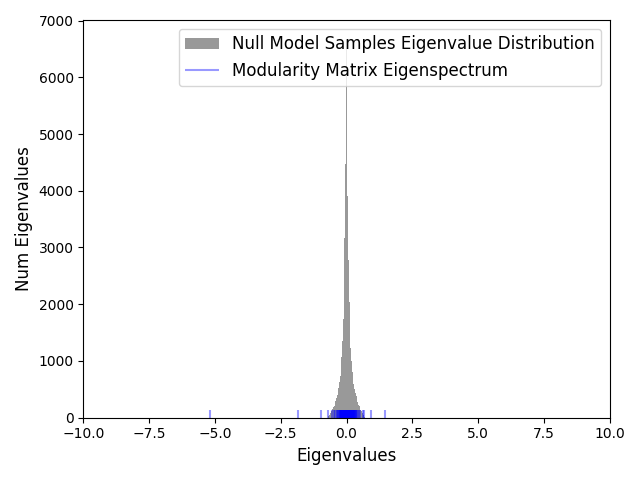 7000
6000
5000
4000
3000
2000
1000
0
Num Eigenvalues
Null Model Samples Eigenvalue Distribution
Modularity Matrix Eigenspectrum
−10.0 −7.5 −5.0 −2.5 0.0 2.5 5.0 7.5 10.0
Eigenvalues